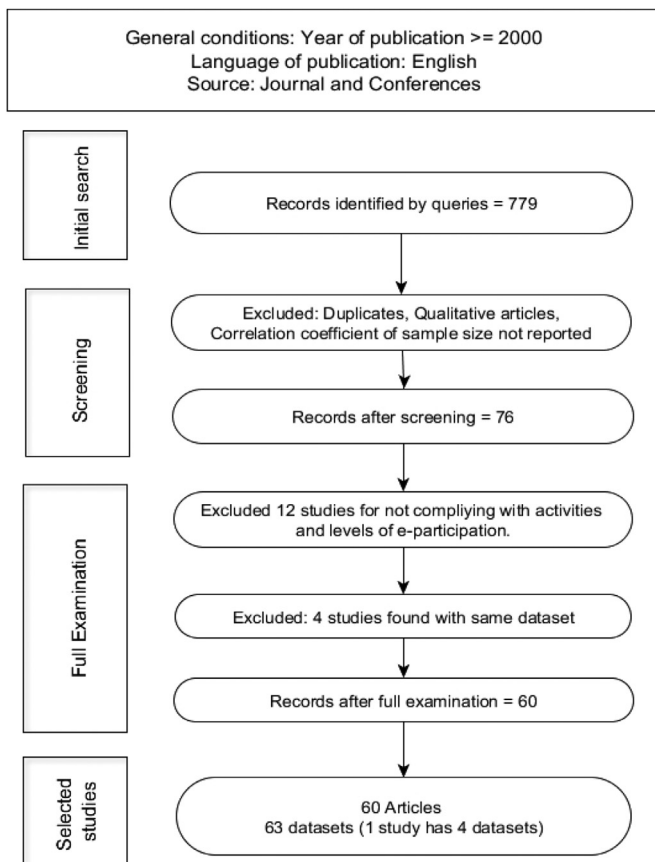 General conditions: Year of publication >= 2000
Language of publication: English
Source: Journal and Conferences
Initial search
Records identified by queries = 779
Screening
Excluded: Duplicates, Qualitative articles,
Correlation coefficient of sample size not reported
Records after screening = 76
Full Examination
Excluded 12 studies for notompliying with activities
and levels of e-participation.
Excluded: 4 studies found with same dataset
Records after full examination = 60
Selected
studies
60 Articles
63 datasets (1 study has 4 datasets)